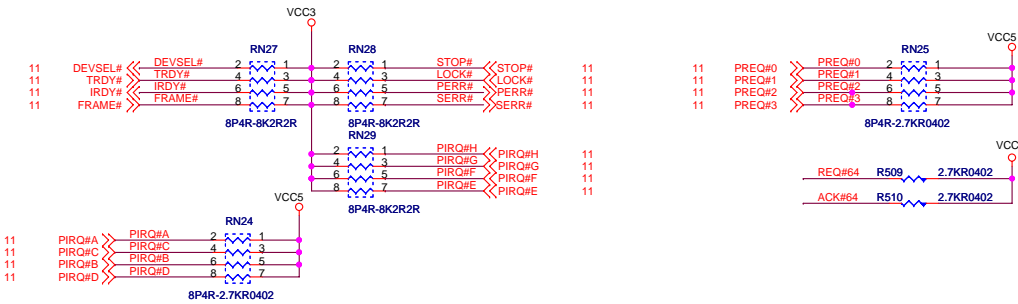 VCC3
RN27
RN28
11 DEVSEL# DEVSEL# 2 1 2 1 STOP# STOP# 11
11 TRDY# TRDY# 4 3 4 3 LOCK# LOCK# 11
11 IRDY# IRDY# 6 5 6 5 PERR# PERR# 11
11 FRAME# FRAME# 8 7 8 7 SERR# SERR# 11
8P4R-8K2R2R
8P4R-8K2R2R
RN29
2 1 PIRQ#H PIRQ#H 11
4 3 PIRQ#G PIRQ#G 11
6 5 PIRQ#F PIRQ#F 11
8 7 PIRQ#E PIRQ#E 11
8P4R-8K2R2R
VCC5
RN24
11 PIRQ#A PIRQ#A 2 1
11 PIRQ#C PIRQ#C 4 3
11 PIRQ#B PIRQ#B 6 5
11 PIRQ#D PIRQ#D 8 7
8P4R-2.7KR0402
VCC5
RN25
11 PREQ#0 PREQ#0 2 1
11 PREQ#1 PREQ#1 4 3
11 PREQ#2 PREQ#2 6 5
11 PREQ#3 PREQ#3 8 7
8P4R-2.7KR0402
VCC
REQ#64 R509 2.7KR0402
ACK#64 R510 2.7KR0402